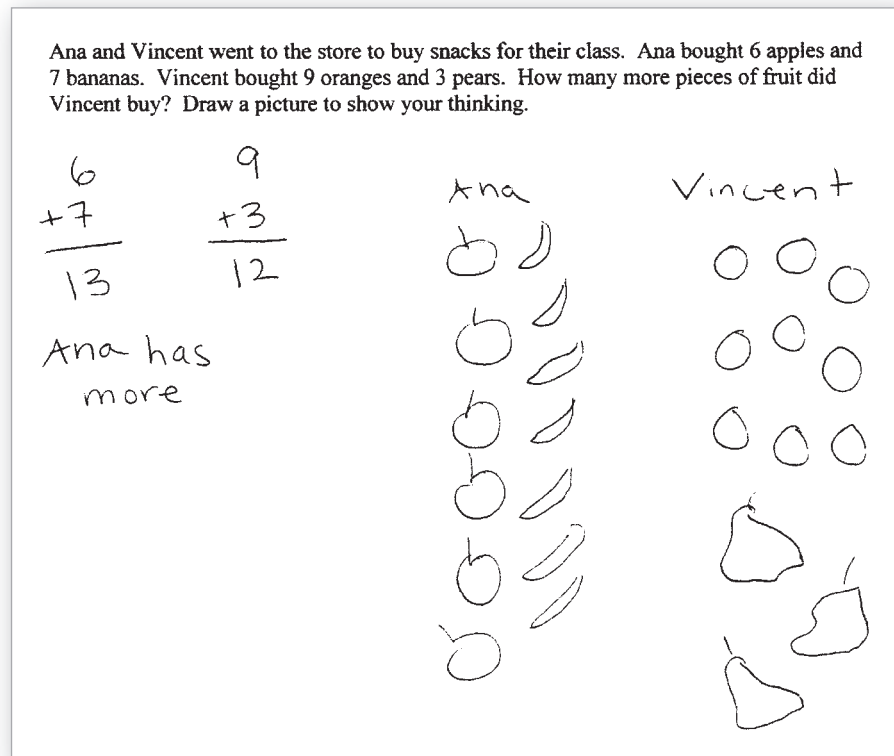 Ana and Vincent went to the store to buy snacks for their class. Ana bought 6 apples and
7 bananas. Vincent bought 9 oranges and 3 pears. How many more pieces of fruit did
Vincent buy? Draw a picture to show your thinking.
6
+7
13
9
+3
12
Ana has
more
Ana
Vincent